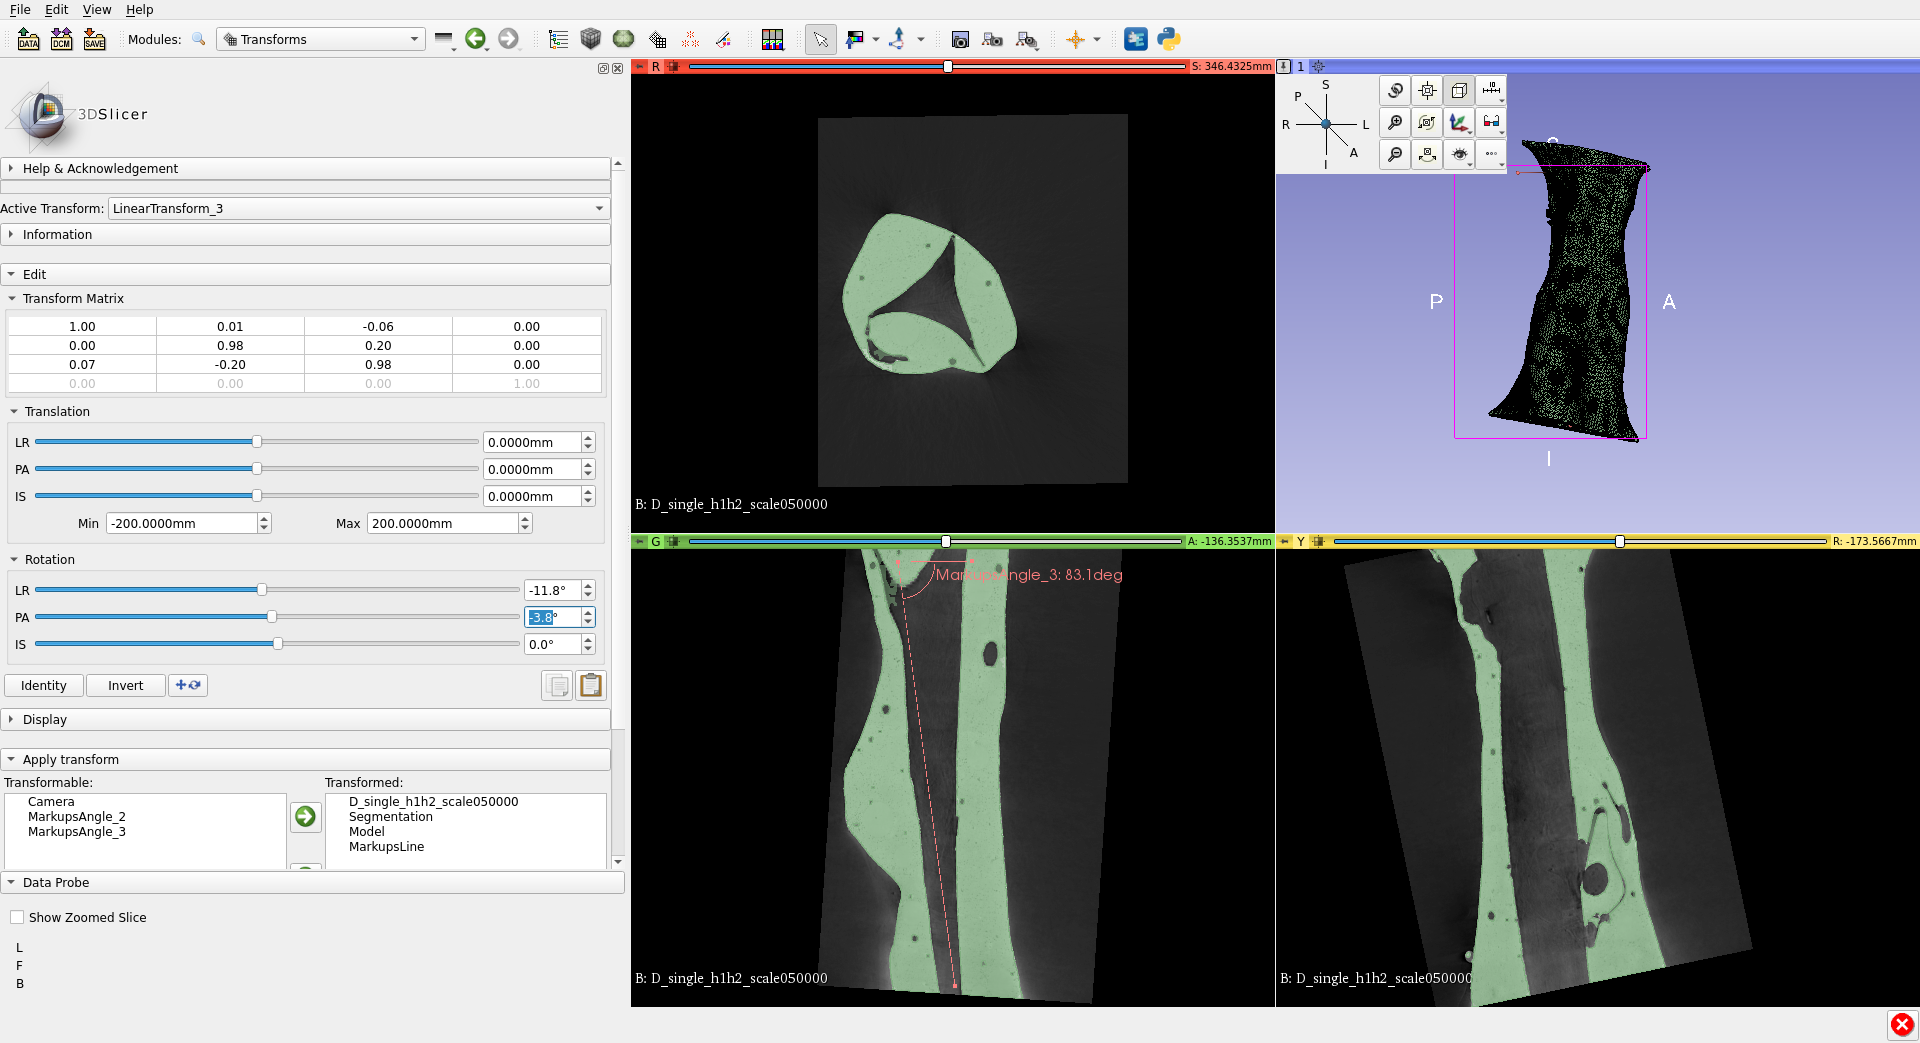 File Edit View Help
DATA DCM SAVE Modules: Transforms
3DSlicer
Help & Acknowledgement
Active Transform: LinearTransform_3
Information
Edit
Transform Matrix
1.00 0.01 -0.06 0.00
0.00 0.98 0.20 0.00
0.07 -0.20 0.98 0.00
0.00 0.00 0.00 1.00
Translation
LR 0.0000mm
PA 0.0000mm
IS 0.0000mm
Min -200.0000mm Max 200.0000mm
Rotation
LR -11.8°
PA -3.8°
IS 0.0°
Identity Invert
Display
Apply transform
Transformable: Transformed:
Camera
MarkupsAngle_2
MarkupsAngle_3
D_single_h1h2_scale050000
Segmentation
Model
MarkupsLine
Data Probe
Show Zoomed Slice
L
F
B
R S: 346.4325mm
B: D_single_h1h2_scale050000
1
S
P
R L
A
I
P A
I
G A: -136.3537mm
MarkupsAngle_3: 83.1deg
B: D_single_h1h2_scale050000
Y R: -173.5667mm
B: D_single_h1h2_scale050000